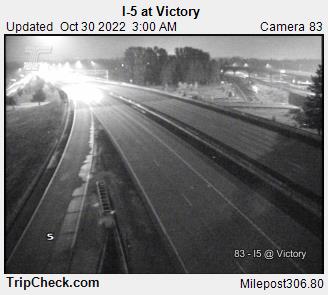 I-5 at Victory
Updated Oct 30 2022 3:00 AM Camera 83
S
83 - I5 @ Victory
TripCheck.com Milepost306.80